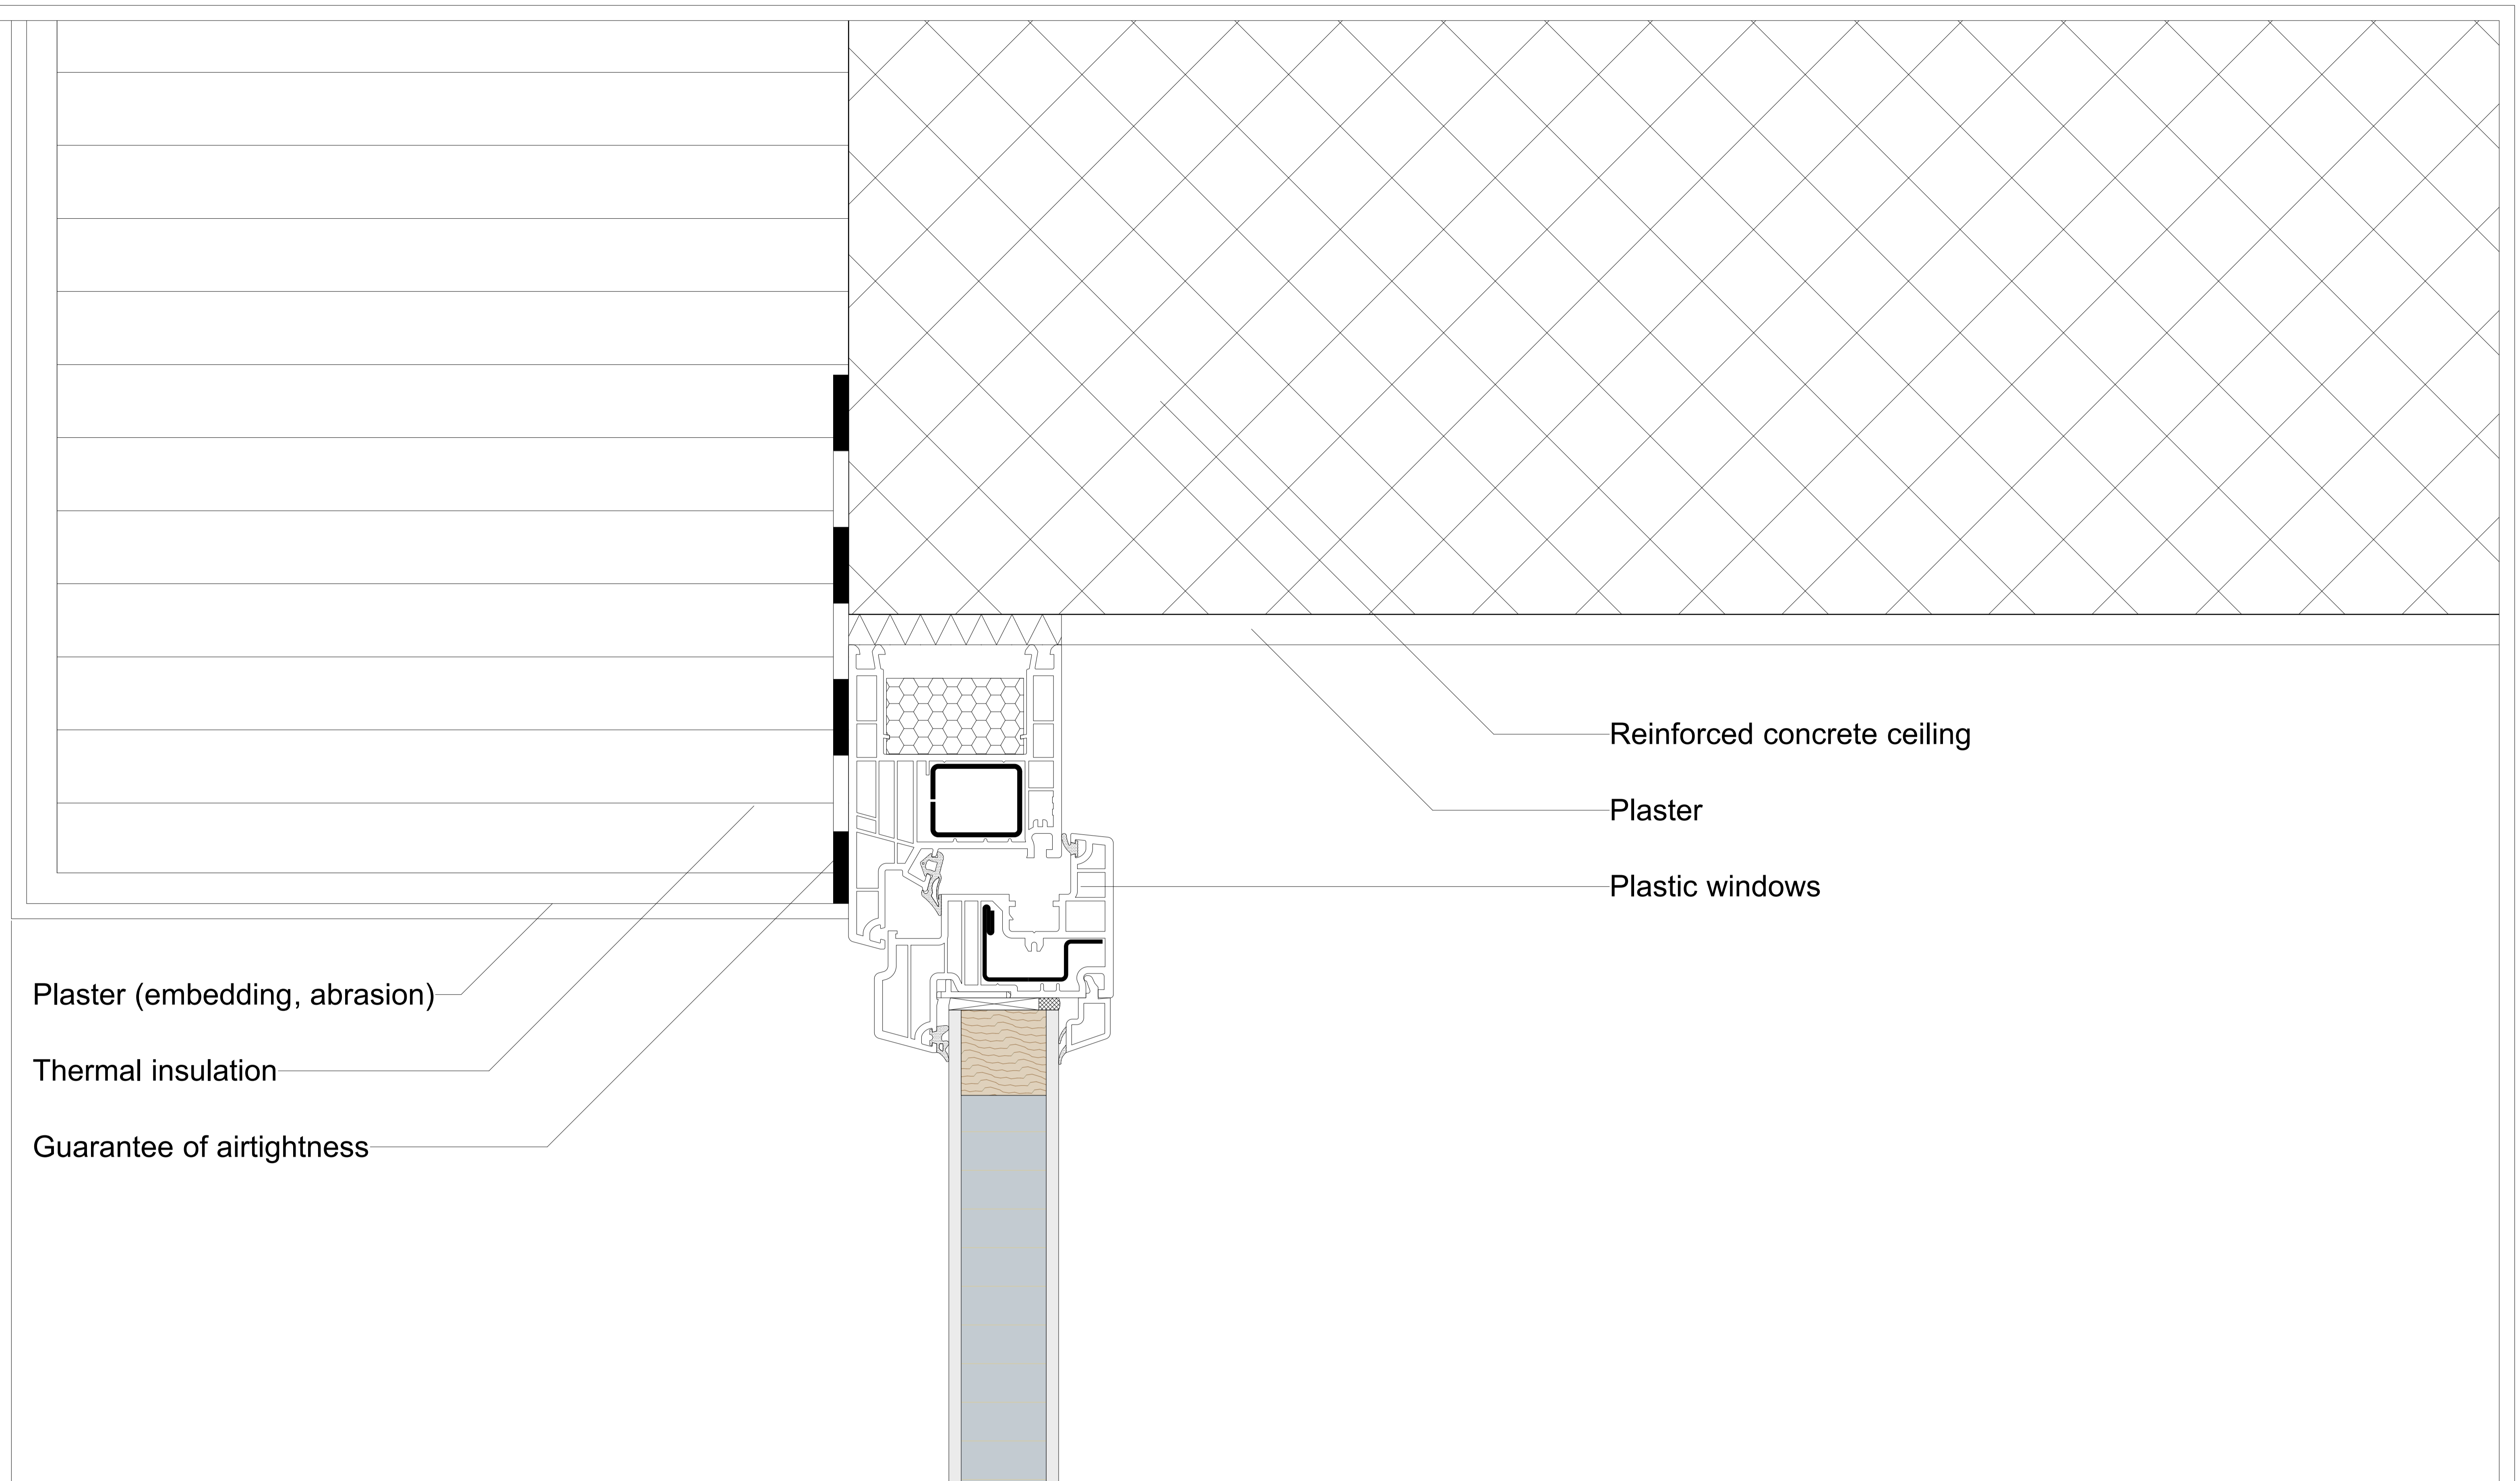 Reinforced concrete ceiling
Plaster
Plastic windows
Plaster (embedding, abrasion)
Thermal insulation
Guarantee of airtightness